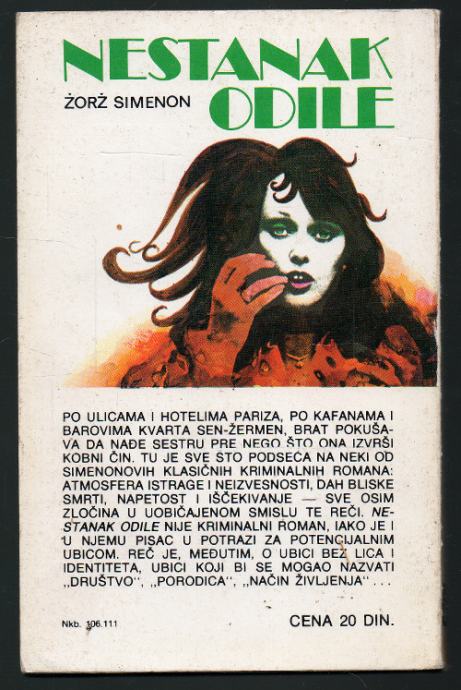 NESTANAK
ŽORŽ SIMENON
ODILE
PO ULICAMA I HOTELIMA PARIZA, PO KAFANAMA I
BAROVIMA KVARTA SEN-ŽERMEN, BRAT POKUŠA-
VA DA NAĐE SESTRU PRE NEGO ŠTO ONA IZVRŠI
KOBNI ČIN. TU JE SVE ŠTO PODSEĆA NA NEKI OD
SIMENONOVIH KLASIČNIH KRIMINALNIH ROMANA:
ATMOSFERA ISTRAGE I NEIZVESNOSTI, DAH BLISKE
SMRTI, NAPETOST I IŠČEKIVANJE — SVE OSIM
ZLOČINA U UOBIČAJENOM SMISLU TE REČI. NE-
STANAK ODILE NIJE KRIMINALNI ROMAN, IAKO JE I
U NJEMU PISAC U POTRAZI ZA POTENCIJALNIM
UBICOM. REČ JE, MEĐUTIM, O UBICI BEZ LICA I
IDENTITETA, UBICI KOJI BI SE MOGAO NAZVATI
„DRUŠTVO“, „PORODICA“, „NAČIN ŽIVLJENJA“ ...
Nkb. 106.111
CENA 20 DIN.